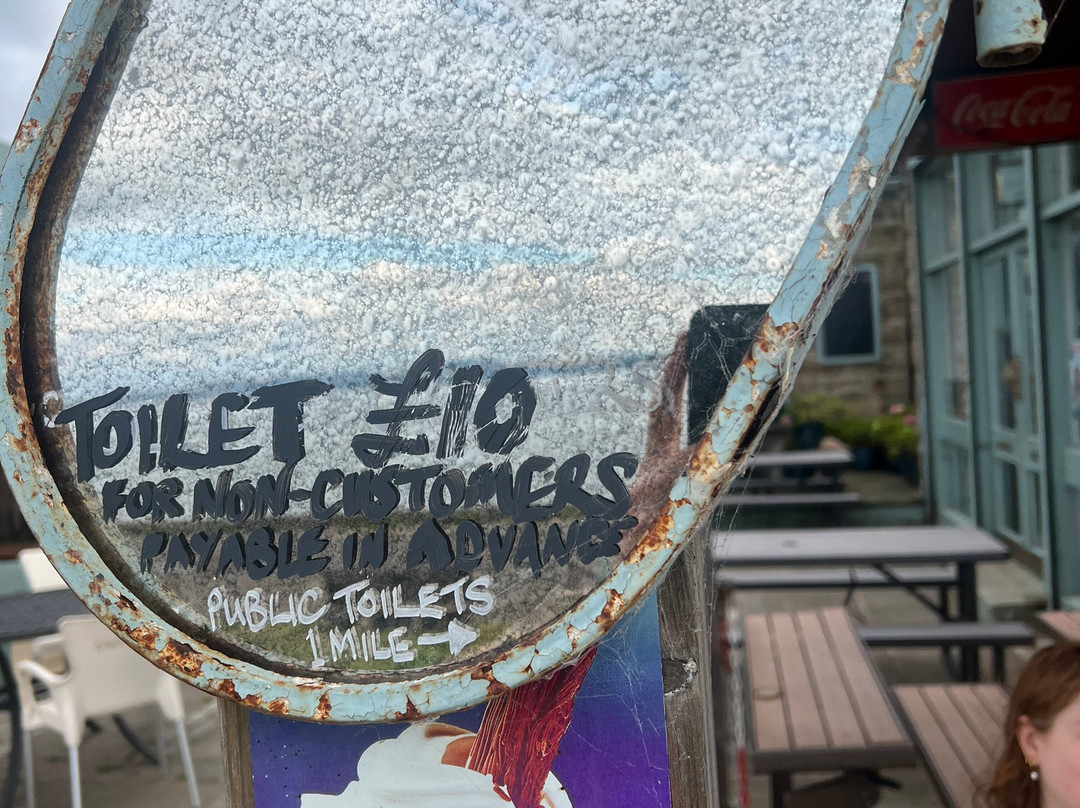 Coca-Cola
TOILET £10
FOR NON-CUSTOMERS
PAYABLE IN ADVANCE
PUBLIC TOILETS
1 MILE →